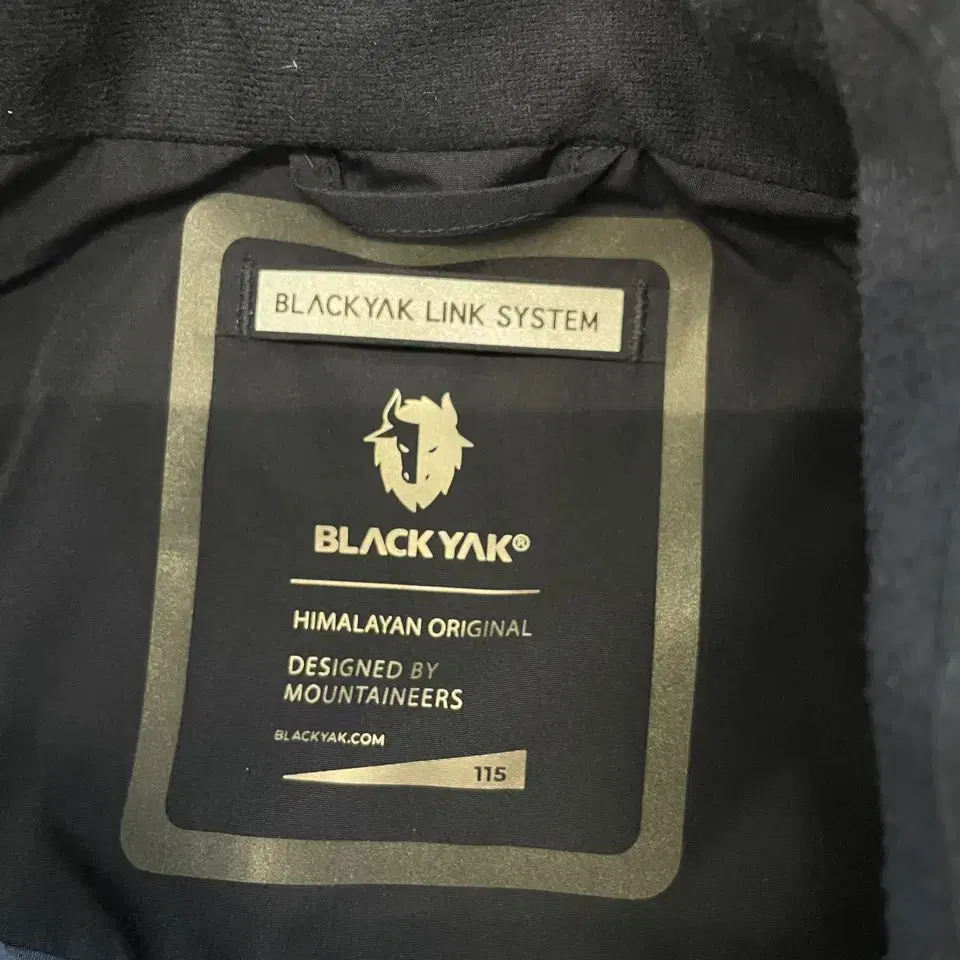 BLACKYAK LINK SYSTEM
BLACKYAK®
HIMALAYAN ORIGINAL
DESIGNED BY
MOUNTAINEERS
BLACKYAK.COM
115